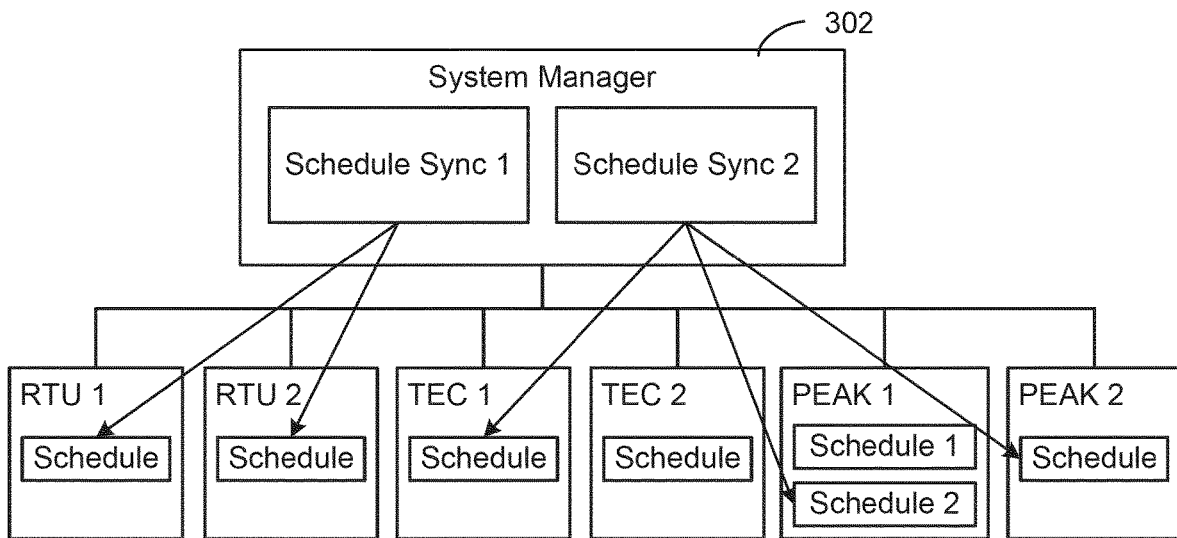 302
System Manager
Schedule Sync 1
Schedule Sync 2
RTU 1
RTU 2
TEC 1
TEC 2
PEAK 1
PEAK 2
Schedule
Schedule
Schedule
Schedule
Schedule 1
Schedule 2
Schedule